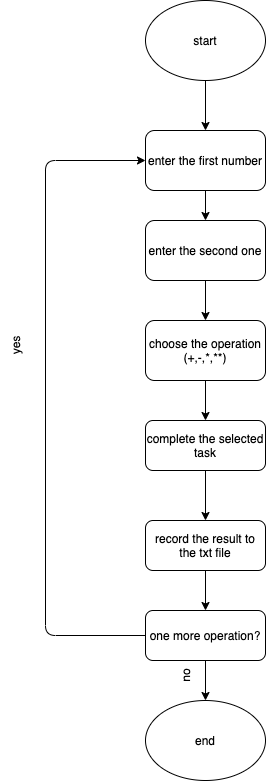 start
enter the first number
enter the second one
choose the operation
(+,-,*,**)
complete the selected
task
record the result to
the txt file
one more operation?
yes
no
end